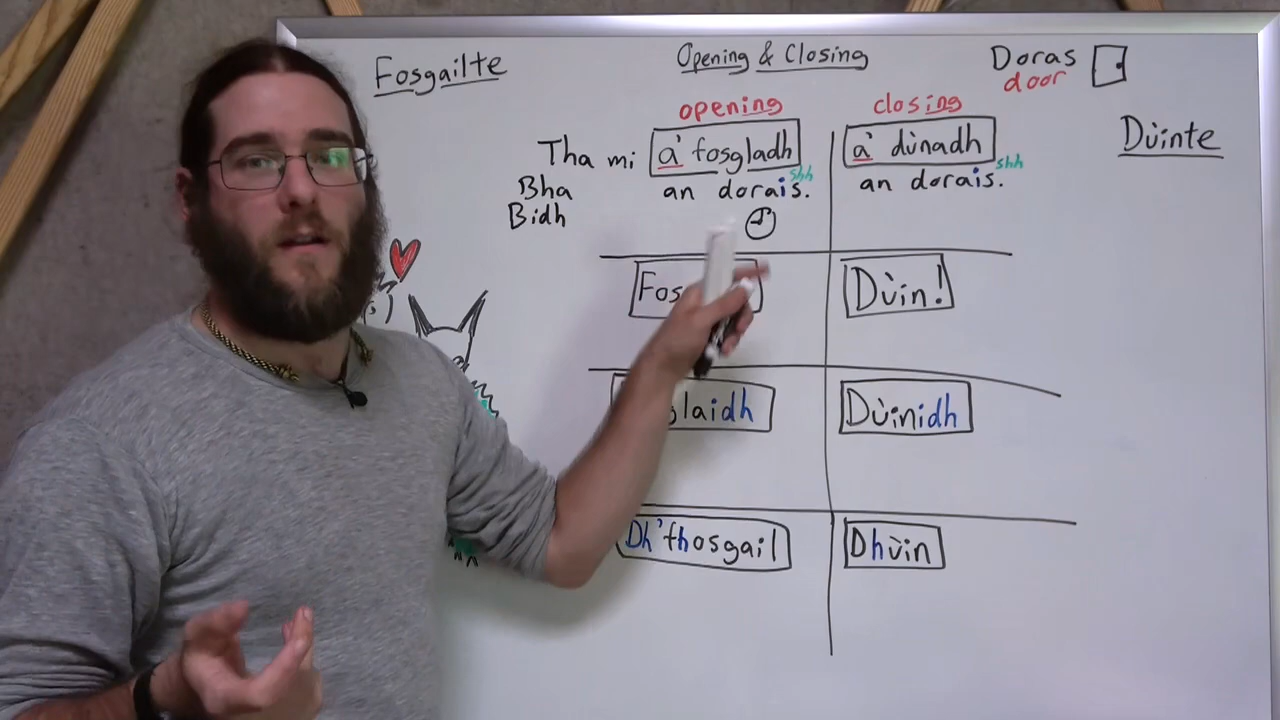 Fosgailte
Opening & Closing
Doras
door
opening
closing
Tha mi
a' fosgladh
a' dùnadh
Dùinte
Bha
an dorais.
shh
an dorais.
shh
Bidh
Dùin!
Dùinidh
Dh'fhosgail
Dhùin